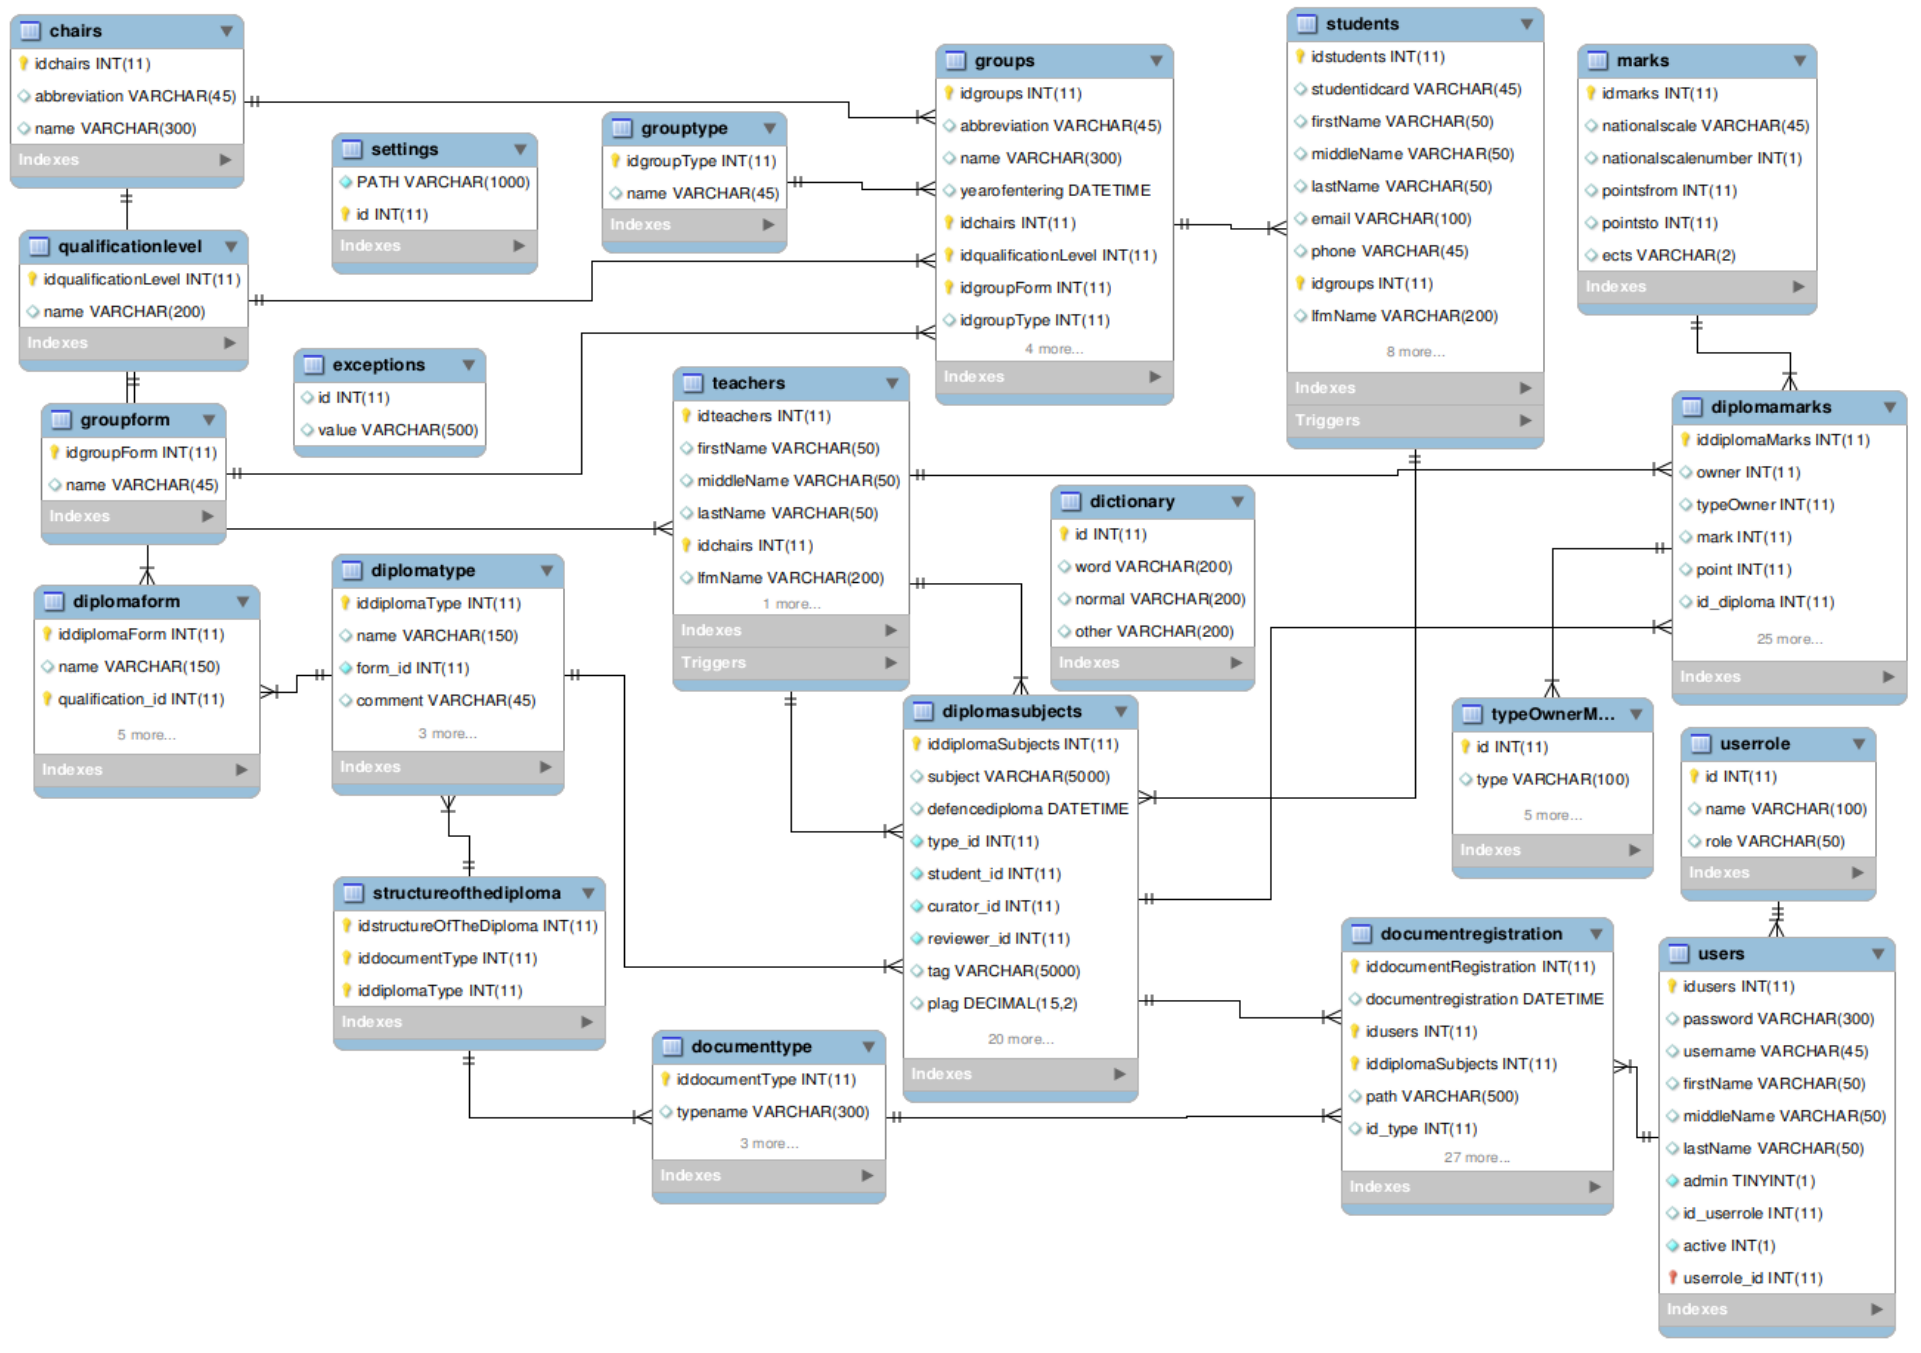 chairs
idchairs INT(11)
abbreviation VARCHAR(45)
name VARCHAR(300)
Indexes
qualificationlevel
idqualificationLevel INT(11)
name VARCHAR(200)
Indexes
groupform
idgroupForm INT(11)
name VARCHAR(45)
Indexes
diplomaform
iddiplomaForm INT(11)
name VARCHAR(150)
qualification_id INT(11)
5 more...
Indexes
settings
PATH VARCHAR(1000)
id INT(11)
Indexes
exceptions
id INT(11)
value VARCHAR(500)
diplomatype
iddiplomaType INT(11)
name VARCHAR(150)
form_id INT(11)
comment VARCHAR(45)
3 more...
Indexes
structureofthediploma
idstructureOfTheDiploma INT(11)
iddocumentType INT(11)
iddiplomaType INT(11)
Indexes
grouptype
idgroupType INT(11)
name VARCHAR(45)
Indexes
teachers
idteachers INT(11)
firstName VARCHAR(50)
middleName VARCHAR(50)
lastName VARCHAR(50)
idchairs INT(11)
lfmName VARCHAR(200)
1 more...
Indexes
Triggers
documenttype
iddocumentType INT(11)
typename VARCHAR(300)
3 more...
Indexes
groups
idgroups INT(11)
abbreviation VARCHAR(45)
name VARCHAR(300)
yearofentering DATETIME
idchairs INT(11)
idqualificationLevel INT(11)
idgroupForm INT(11)
idgroupType INT(11)
4 more...
Indexes
dictionary
id INT(11)
word VARCHAR(200)
normal VARCHAR(200)
other VARCHAR(200)
Indexes
diplomasubjects
iddiplomaSubjects INT(11)
subject VARCHAR(5000)
defencediploma DATETIME
type_id INT(11)
student_id INT(11)
curator_id INT(11)
reviewer_id INT(11)
tag VARCHAR(5000)
plag DECIMAL(15,2)
20 more...
Indexes
students
idstudents INT(11)
studentidcard VARCHAR(45)
firstName VARCHAR(50)
middleName VARCHAR(50)
lastName VARCHAR(50)
email VARCHAR(100)
phone VARCHAR(45)
idgroups INT(11)
lfmName VARCHAR(200)
8 more...
Indexes
Triggers
marks
idmarks INT(11)
nationalscale VARCHAR(45)
nationalscalenumber INT(1)
pointsfrom INT(11)
pointsto INT(11)
ects VARCHAR(2)
Indexes
diplomamarks
iddiplomaMarks INT(11)
owner INT(11)
typeOwner INT(11)
mark INT(11)
point INT(11)
id_diploma INT(11)
25 more...
Indexes
typeOwnerM...
id INT(11)
type VARCHAR(100)
5 more...
Indexes
userrole
id INT(11)
name VARCHAR(100)
role VARCHAR(50)
Indexes
documentregistration
iddocumentRegistration INT(11)
documentregistration DATETIME
idusers INT(11)
iddiplomaSubjects INT(11)
path VARCHAR(500)
id_type INT(11)
27 more...
Indexes
users
idusers INT(11)
password VARCHAR(300)
username VARCHAR(45)
firstName VARCHAR(50)
middleName VARCHAR(50)
lastName VARCHAR(50)
admin TINYINT(1)
id_userrole INT(11)
active INT(1)
userrole_id INT(11)
Indexes